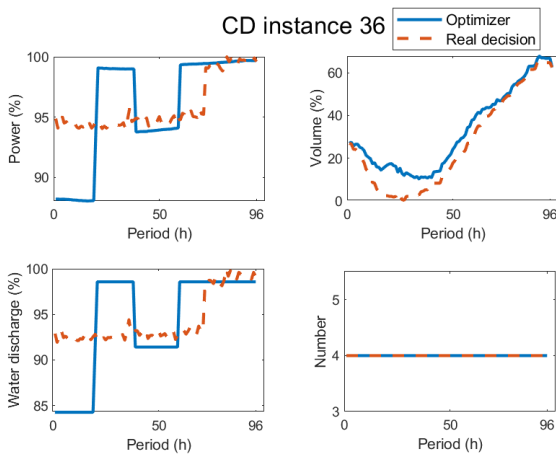 CD instance 36
Optimizer
Real decision
Power (%)
100
95
90
0
50
96
Period (h)
Volume (%)
60
40
20
0
0
50
96
Period (h)
Water discharge (%)
100
95
90
85
0
50
96
Period (h)
Number
5
4
3
0
50
96
Period (h)